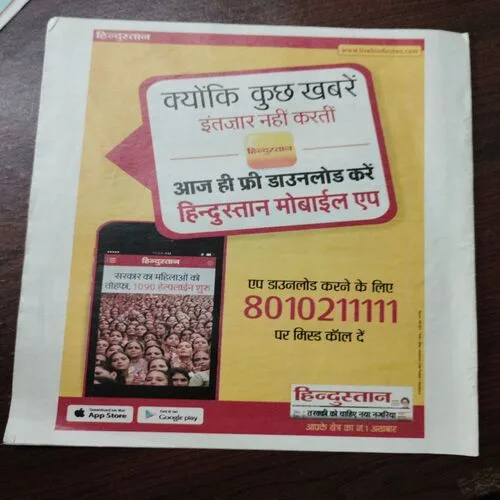 हिन्दुस्तान
www.livehindustan.com
क्योंकि कुछ खबरें
इंतजार नहीं करतीं
हिन्दुस्तान
आज ही फ्री डाउनलोड करें
हिन्दुस्तान मोबाईल एप
हिन्दुस्तान
सरकार का महिलाओं को
तोहफा, 1090 हेल्पलाईन शुरू
एप डाउनलोड करने के लिए
8010211111
पर मिस्ड कॉल दें
हिन्दुस्तान
तरक्की को चाहिए नया नजरिया
आपके क्षेत्र का नं.1 अखबार
Download on the
App Store
Get it on
Google play